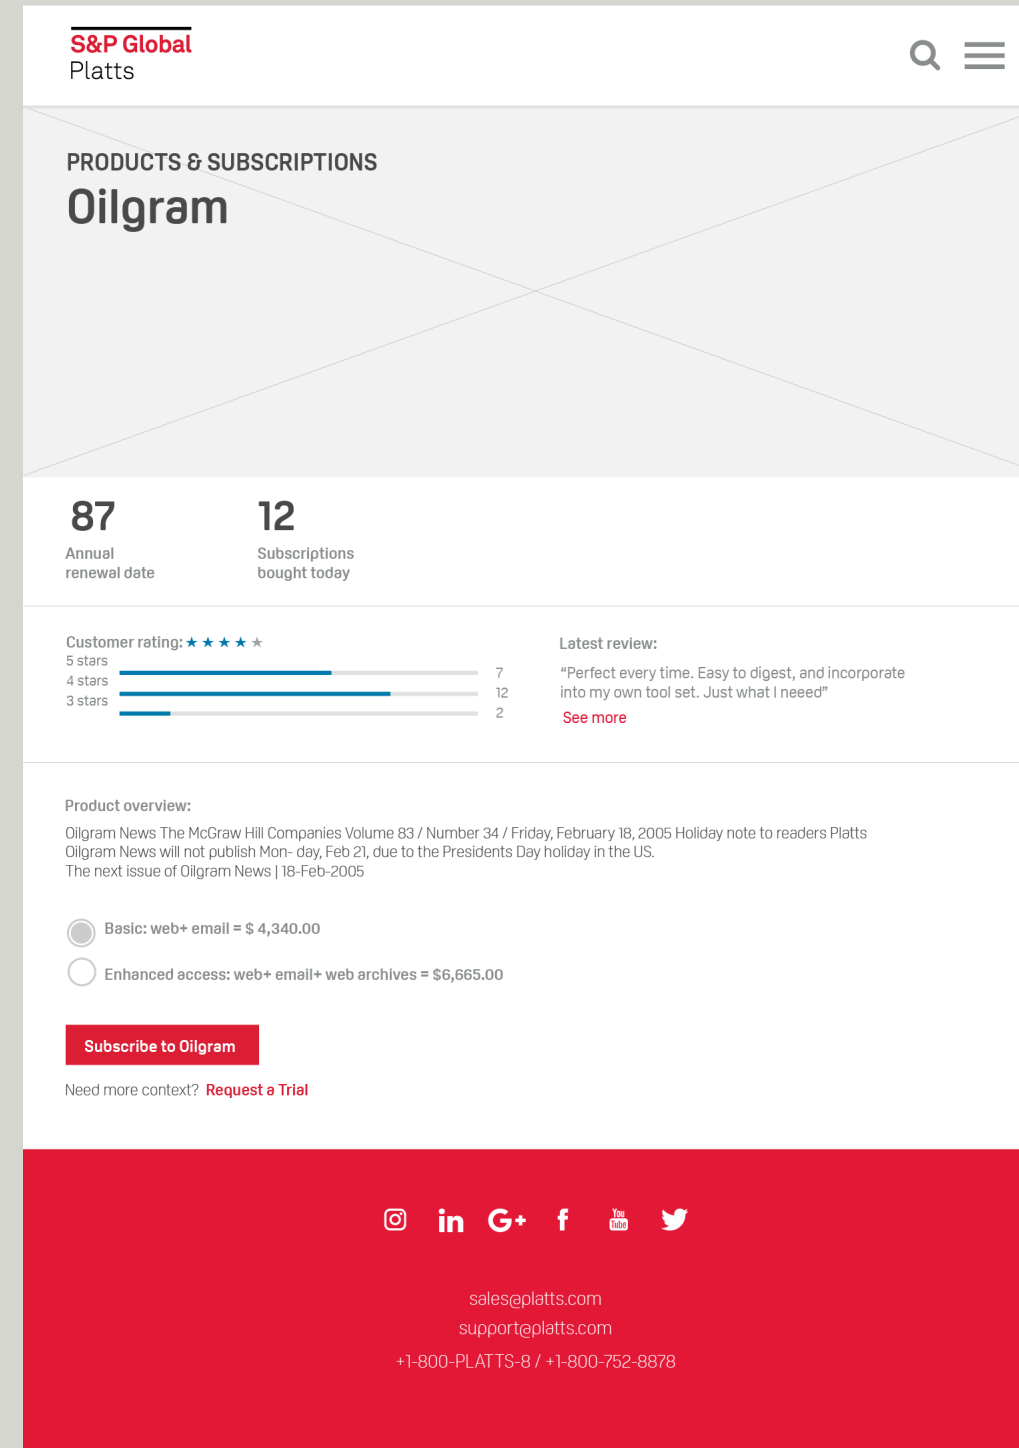 S&P Global
Platts
PRODUCTS & SUBSCRIPTIONS
Oilgram
87
Annual
renewal date
12
Subscriptions
bought today
Customer rating:
5 stars
4 stars
3 stars
7
12
2
Latest review:
“Perfect every time. Easy to digest, and incorporate
into my own tool set. Just what I neeed”
See more
Product overview:
Oilgram News The McGraw Hill Companies Volume 83 / Number 34 / Friday, February 18, 2005 Holiday note to readers Platts
Oilgram News will not publish Mon- day, Feb 21, due to the Presidents Day holiday in the US.
The next issue of Oilgram News | 18-Feb-2005
Basic: web+ email = $ 4,340.00
Enhanced access: web+ email+ web archives = $6,665.00
Subscribe to Oilgram
Need more context? Request a Trial
in G+ f You Tube
sales@platts.com
support@platts.com
+1-800-PLATTS-8 / +1-800-752-8878